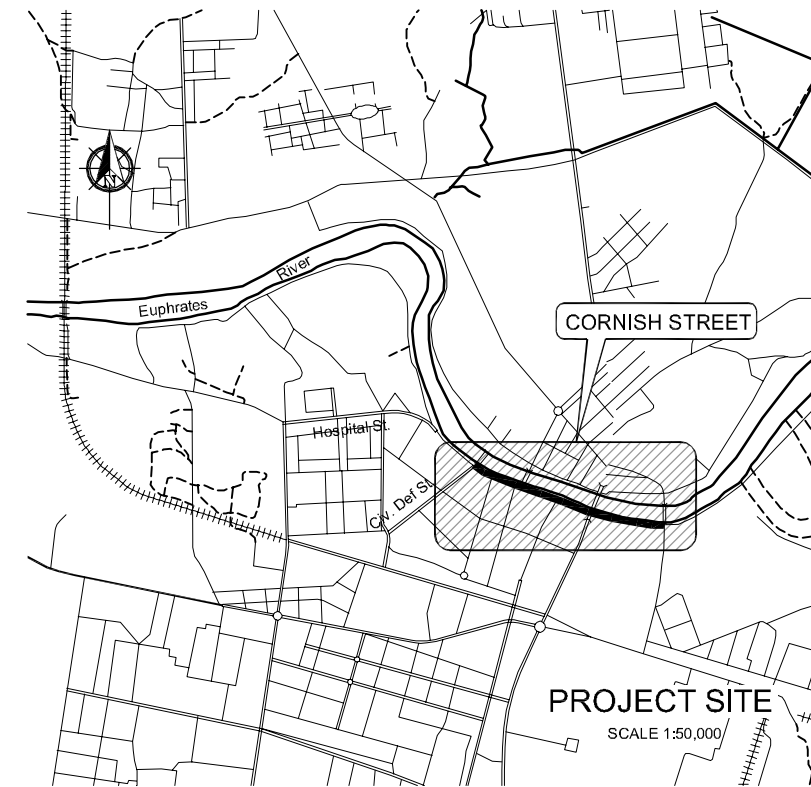 N
River
Euphrates
CORNISH STREET
Hospital St.
Civ. Def St.
PROJECT SITE
SCALE 1:50,000